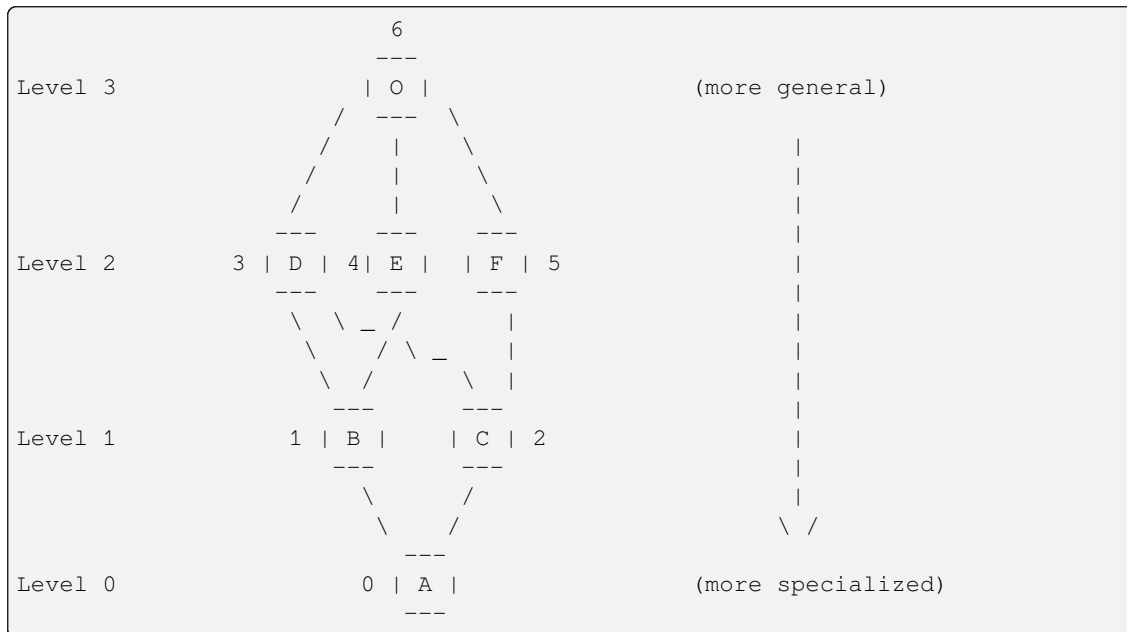 6
                         ---
Level 3                 | O |                  (more general)
                      /  ---  \
                     /    |    \                      |
                    /     |     \                     |
                   /      |      \                    |
                  ---    ---    ---                   |
Level 2        3 | D | 4| E |  | F | 5                |
                  ---    ---    ---                   |
                   \  \ _ /       |                   |
                    \    / \ _    |                   |
                     \  /      \  |                   |
                      ---      ---                    |
Level 1            1 | B |    | C | 2                 |
                      ---      ---                    |
                        \      /                      |
                         \    /                      \ /
                           ---
Level 0                 0 | A |                (more specialized)
                           ---